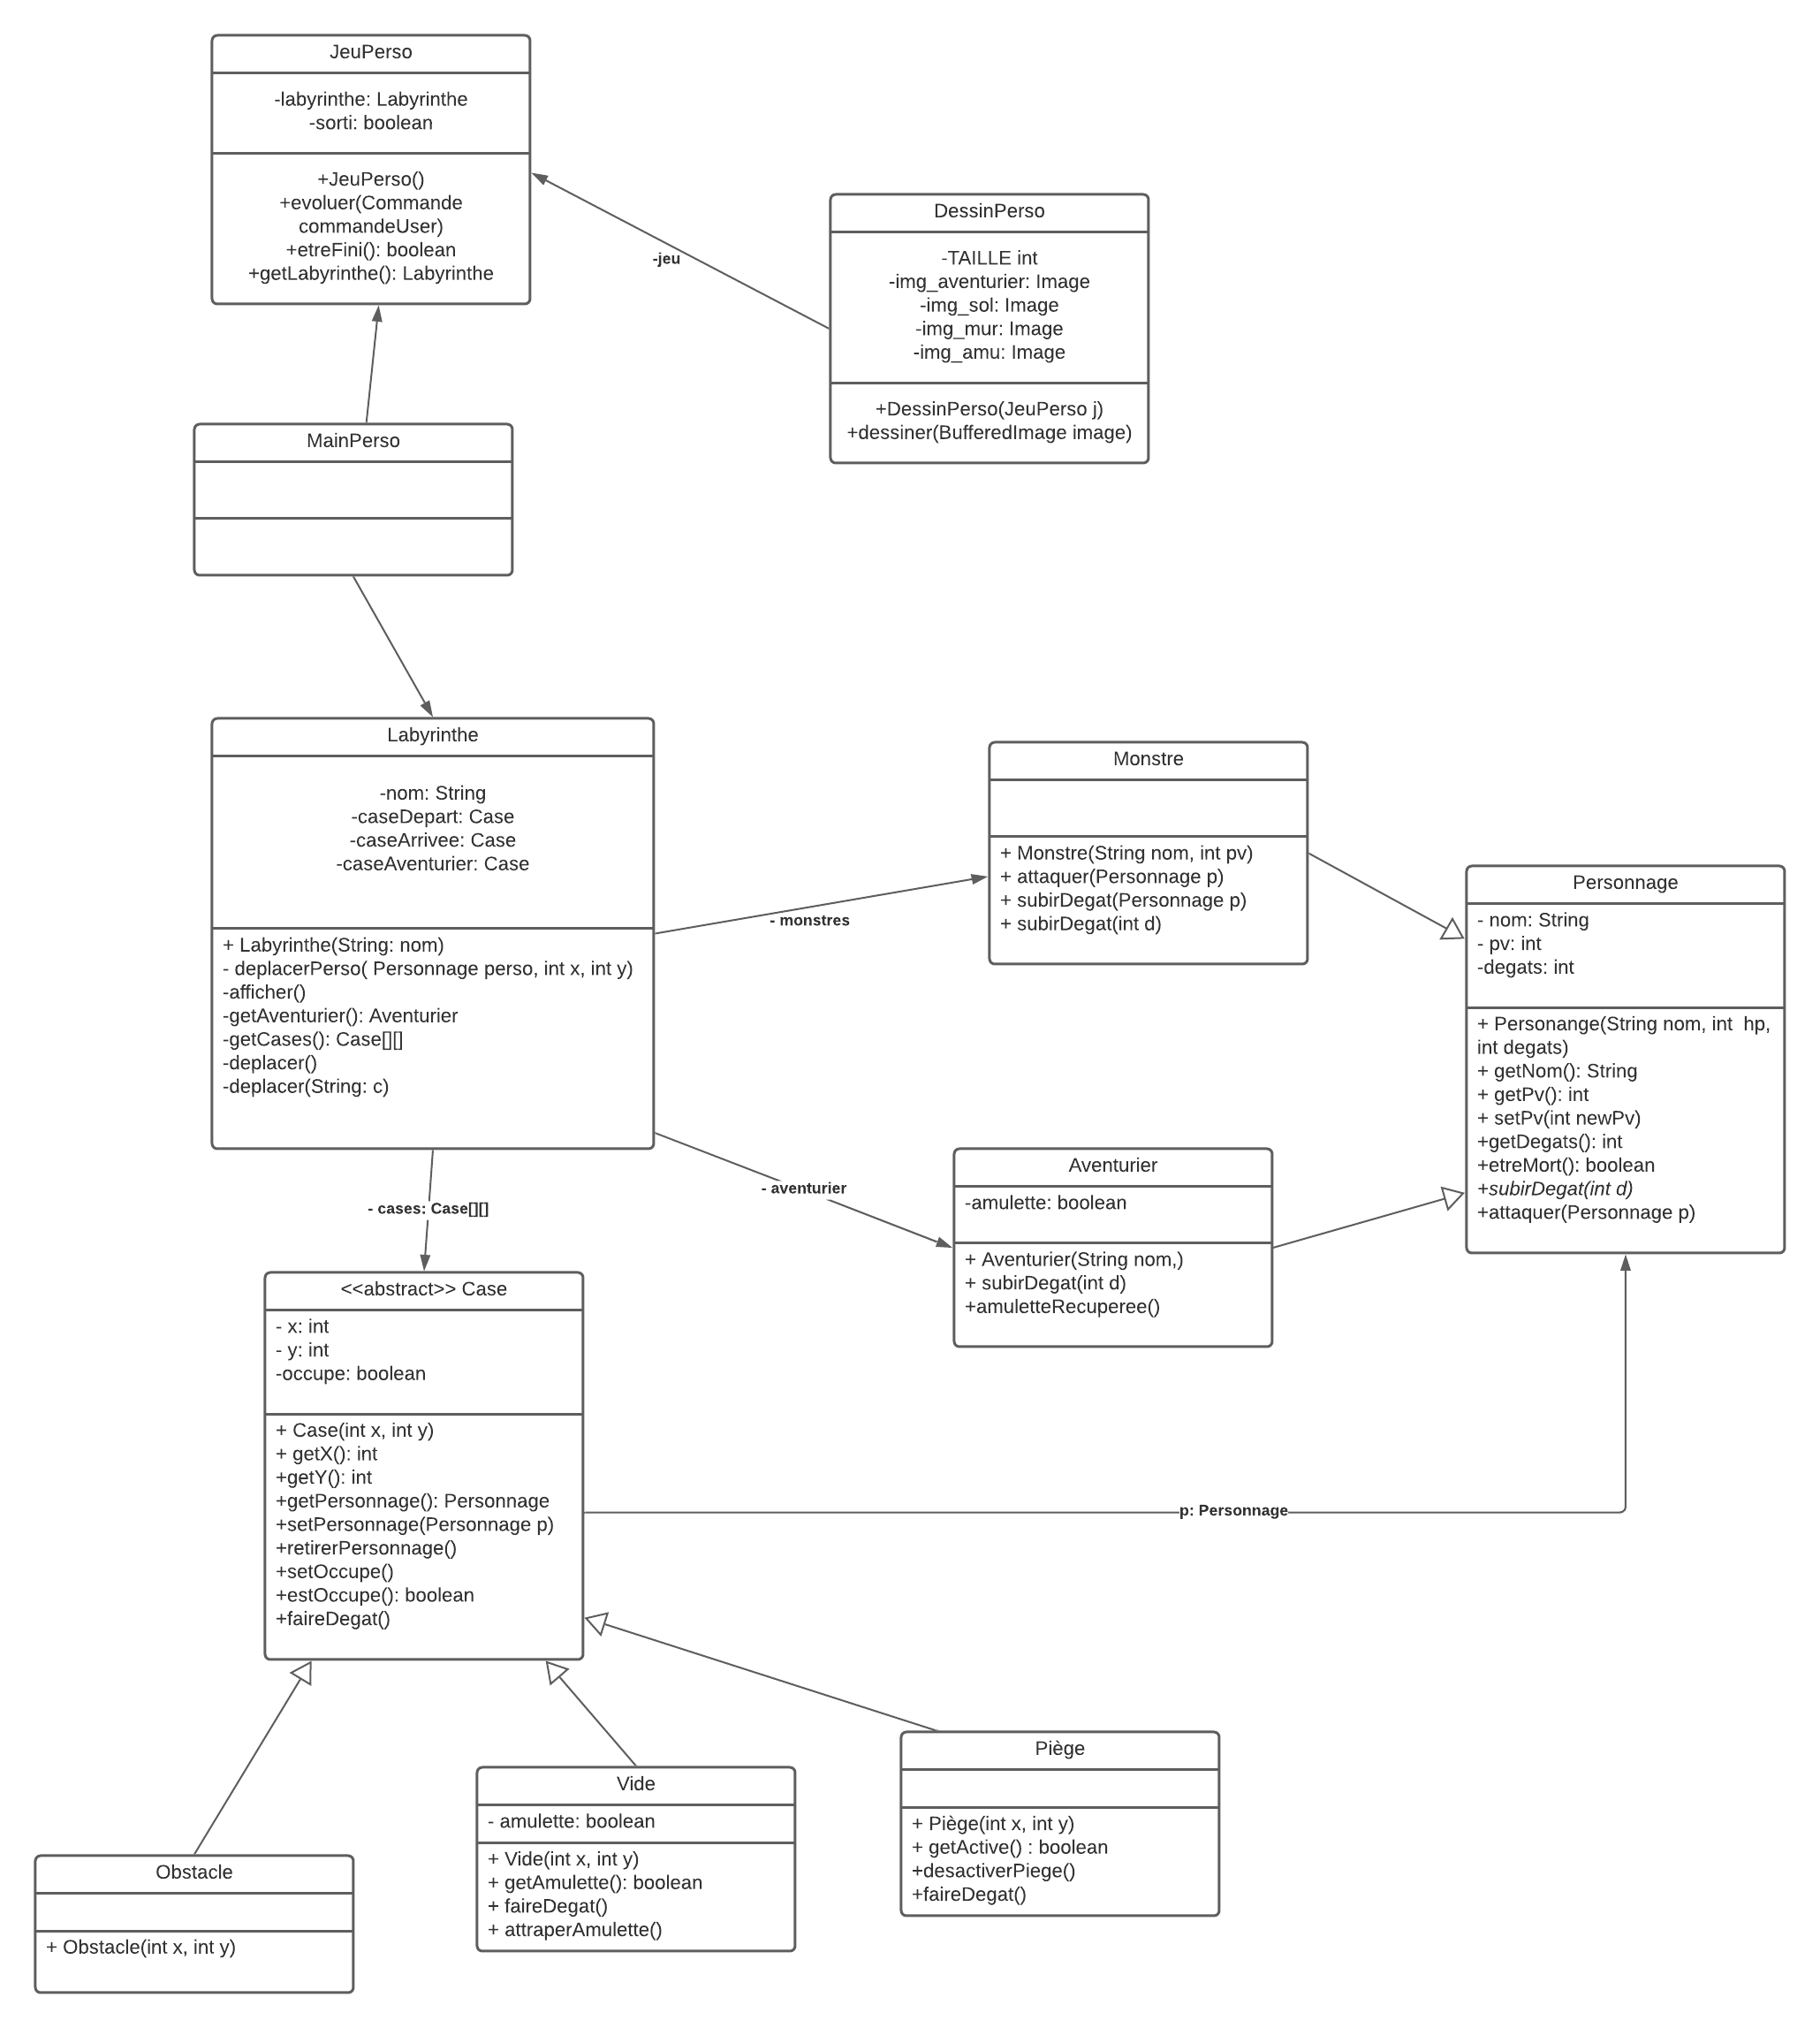 JeuPerso
-labyrinthe: Labyrinthe
-sorti: boolean
+JeuPerso()
+evoluer(Commande
commandeUser)
+etreFini(): boolean
+getLabyrinthe(): Labyrinthe
-jeu
DessinPerso
-TAILLE int
-img_aventurier: Image
-img_sol: Image
-img_mur: Image
-img_amu: Image
+DessinPerso(JeuPerso j)
+dessiner(BufferedImage image)
MainPerso
Labyrinthe
-nom: String
-caseDepart: Case
-caseArrivee: Case
-caseAventurier: Case
+ Labyrinthe(String: nom)
- deplacerPerso( Personnage perso, int x, int y)
-afficher()
-getAventurier(): Aventurier
-getCases(): Case[][]
-deplacer()
-deplacer(String: c)
- monstres
Monstre
+ Monstre(String nom, int pv)
+ attaquer(Personnage p)
+ subirDegat(Personnage p)
+ subirDegat(int d)
Personnage
- nom: String
- pv: int
-degats: int
+ Personange(String nom, int  hp,
int degats)
+ getNom(): String
+ getPv(): int
+ setPv(int newPv)
+getDegats(): int
+etreMort(): boolean
+subirDegat(int d)
+attaquer(Personnage p)
- aventurier
Aventurier
-amulette: boolean
+ Aventurier(String nom,)
+ subirDegat(int d)
+amuletteRecuperee()
- cases: Case[][]
<<abstract>> Case
- x: int
- y: int
-occupe: boolean
+ Case(int x, int y)
+ getX(): int
+getY(): int
+getPersonnage(): Personnage
+setPersonnage(Personnage p)
+retirerPersonnage()
+setOccupe()
+estOccupe(): boolean
+faireDegat()
p: Personnage
Piège
+ Piège(int x, int y)
+ getActive() : boolean
+desactiverPiege()
+faireDegat()
Vide
- amulette: boolean
+ Vide(int x, int y)
+ getAmulette(): boolean
+ faireDegat()
+ attraperAmulette()
Obstacle
+ Obstacle(int x, int y)